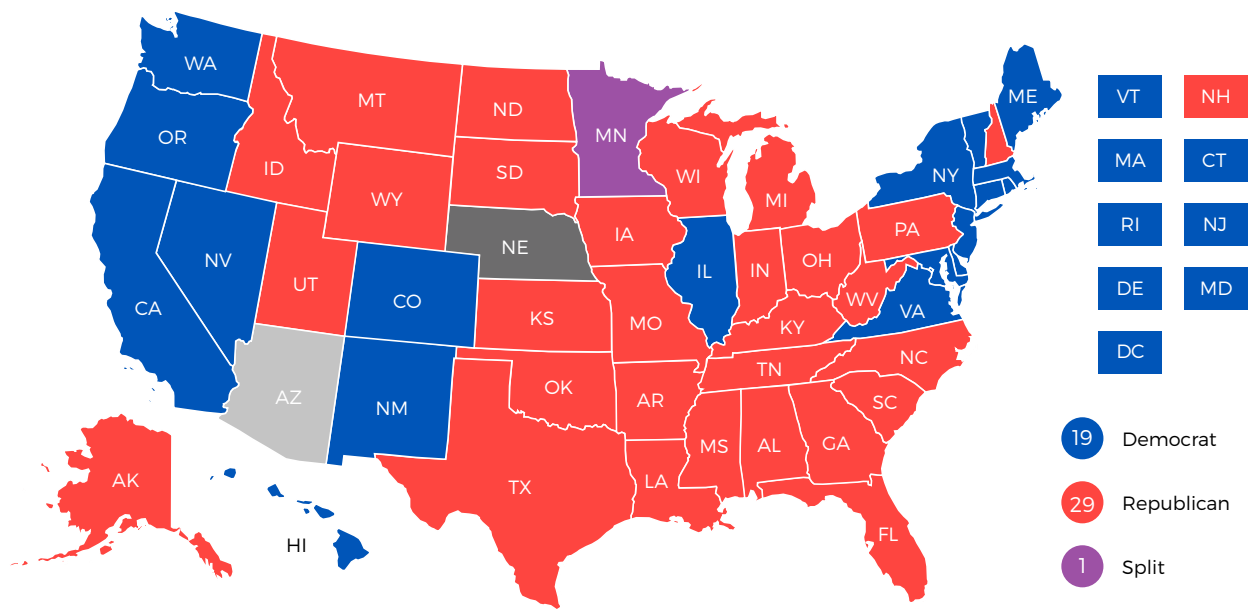 WA
ME
VT
NH
MT
ND
MN
OR
MA
CT
ID
SD
WI
NY
WY
MI
RI
NJ
IA
PA
NE
NV
OH
IL
IN
UT
CO
DE
MD
WV
CA
VA
KS
MO
KY
DC
NC
TN
OK
AZ
AR
SC
NM
19
Democrat
MS
AL
GA
AK
LA
TX
29
Republican
FL
HI
1
Split